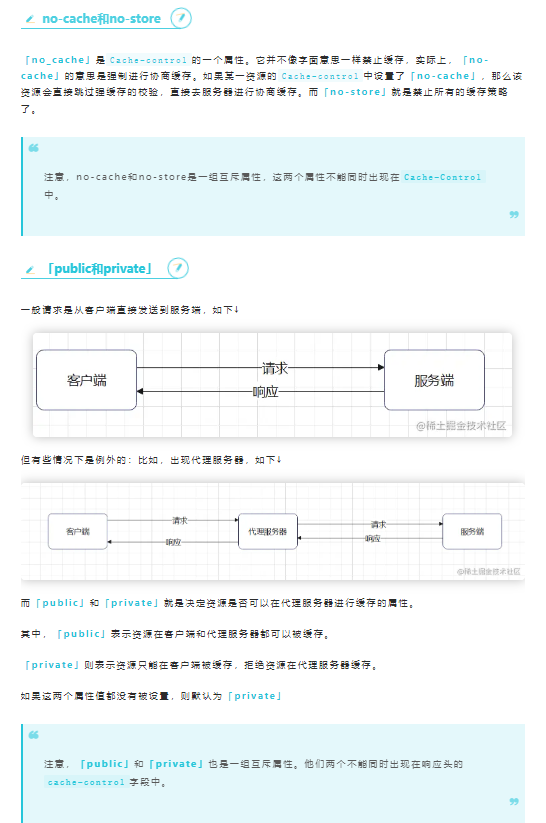 no-cache和no-store
「no_cache」是 Cache-control 的一个属性。它并不像字面意思一样禁止缓存，实际上，「no-
cache」的意思是强制进行协商缓存。如果某一资源的 Cache-control 中设置了「no-cache」，那么该
资源会直接跳过强缓存的校验，直接去服务器进行协商缓存。而「no-store」就是禁止所有的缓存策略
了。
注意，no-cache和no-store是一组互斥属性，这两个属性不能同时出现在 Cache-Control
中。
「public和private」
一般请求是从客户端直接发送到服务端，如下↓
客户端 请求 服务端
响应
@稀土掘金技术社区
但有些情况下是例外的：比如，出现代理服务器，如下↓
客户端 请求 代理服务器 请求 服务端
响应 响应
@稀土掘金技术社区
而「public」和「private」就是决定资源是否可以在代理服务器进行缓存的属性。
其中，「public」表示资源在客户端和代理服务器都可以被缓存。
「private」则表示资源只能在客户端被缓存，拒绝资源在代理服务器缓存。
如果这两个属性值都没有被设置，则默认为「private」
注意，「public」和「private」也是一组互斥属性。他们两个不能同时出现在响应头的
cache-control 字段中。